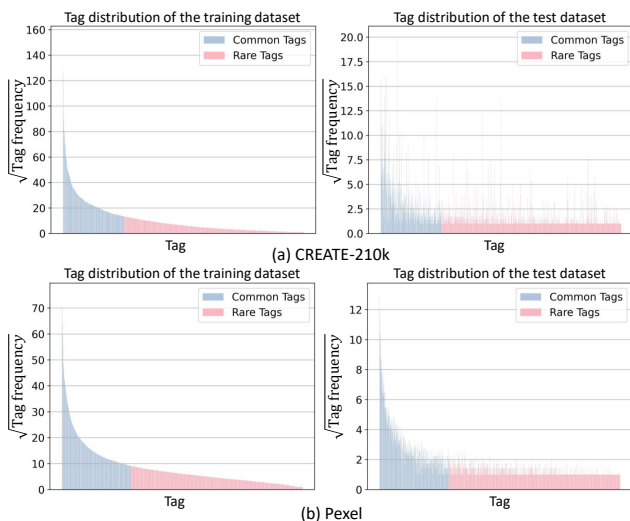 Tag distribution of the training dataset
160
140
120
100
80
60
40
20
0
√Tag frequency
Common Tags
Rare Tags
Tag
Tag distribution of the test dataset
20.0
17.5
15.0
12.5
10.0
7.5
5.0
2.5
0.0
√Tag frequency
Common Tags
Rare Tags
Tag
(a) CREATE-210k
Tag distribution of the training dataset
70
60
50
40
30
20
10
0
√Tag frequency
Common Tags
Rare Tags
Tag
Tag distribution of the test dataset
12
10
8
6
4
2
0
√Tag frequency
Common Tags
Rare Tags
Tag
(b) Pexel